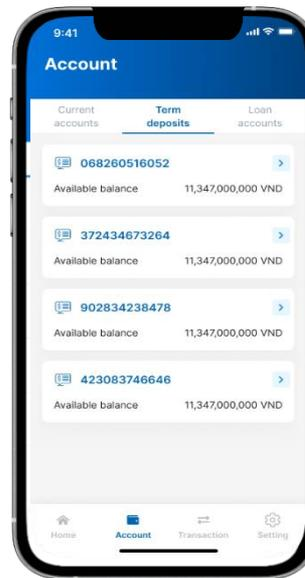 9:41
Account
Current Term Loan
accounts deposits accounts
068260516052
Available balance 11,347,000,000 VND
372434673264
Available balance 11,347,000,000 VND
902834238478
Available balance 11,347,000,000 VND
423083746646
Available balance 11,347,000,000 VND
Home Account Transaction Setting